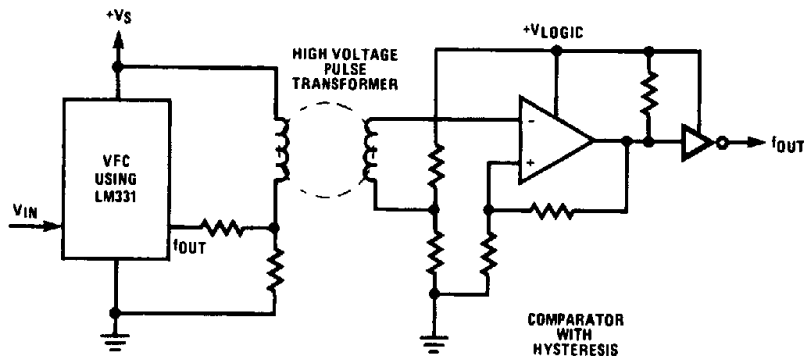 +VS
HIGH VOLTAGE
PULSE
TRANSFORMER
+VLOGIC
VFC
USING
LM331
VIN
fOUT
-
+
fOUT
COMPARATOR
WITH
HYSTERESIS